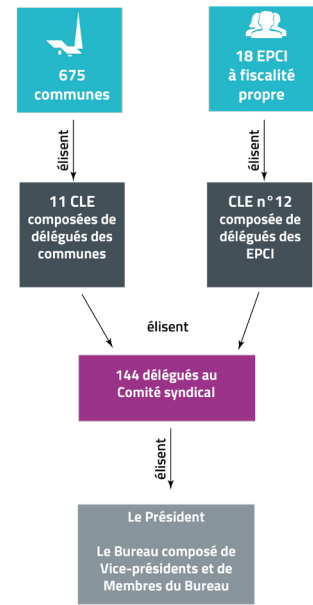 675
communes
18 EPCI
à fiscalité
propre
élisent
élisent
11 CLE
composées de
délégués des
communes
CLE n°12
composée de
délégués des
EPCI
élisent
144 délégués au
Comité syndical
élisent
Le Président
Le Bureau composé de
Vice-présidents et de
Membres du Bureau